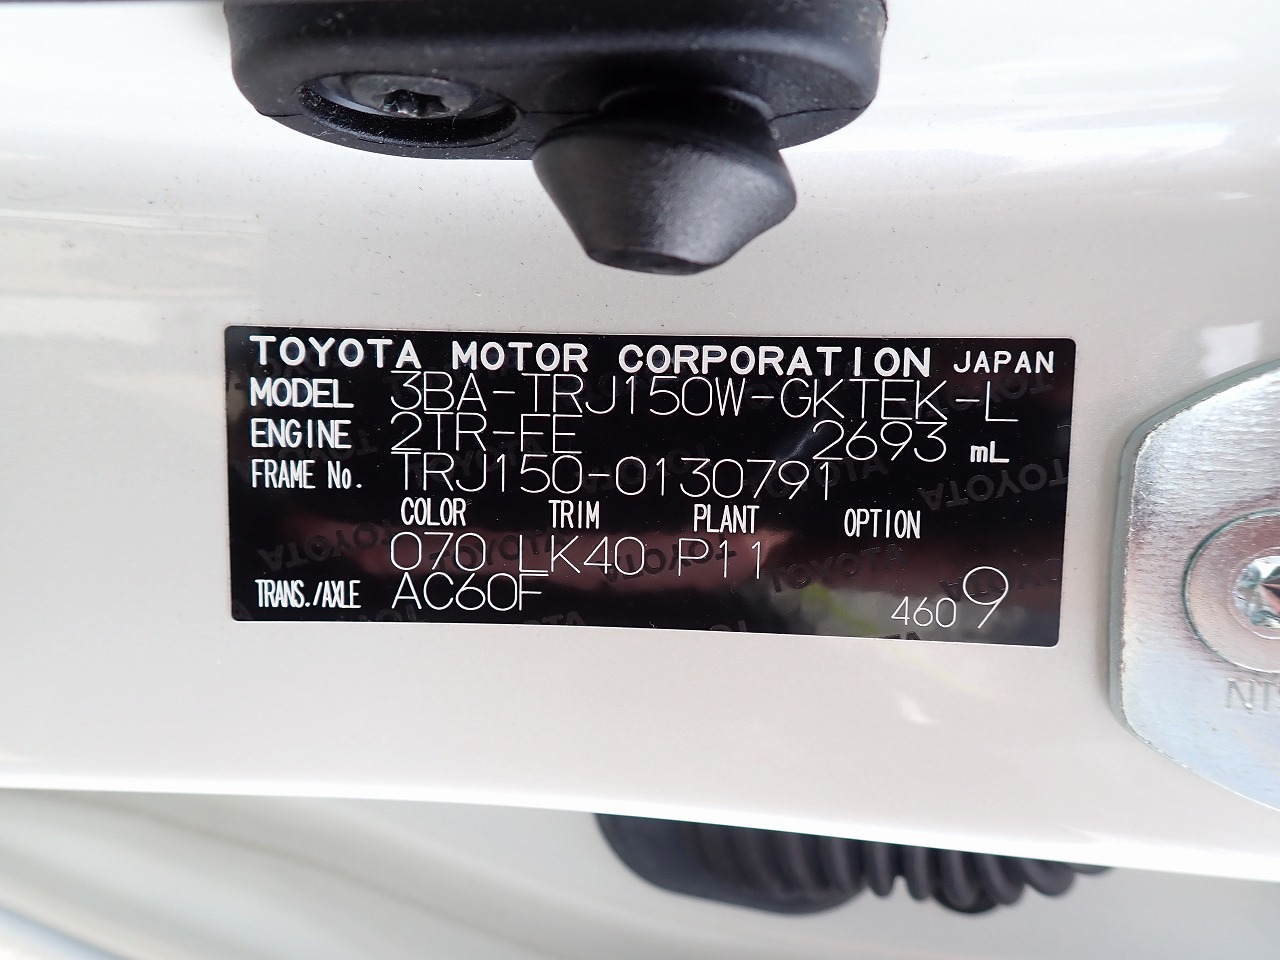 TOYOTA MOTOR CORPORATION JAPAN
MODEL 3BA-TRJ150W-GKTEK-L
ENGINE 2TR-FE 2693 mL
FRAME No. TRJ150-0130791
COLOR TRIM PLANT OPTION
070 LK40 P11
TRANS./AXLE AC60F
4609